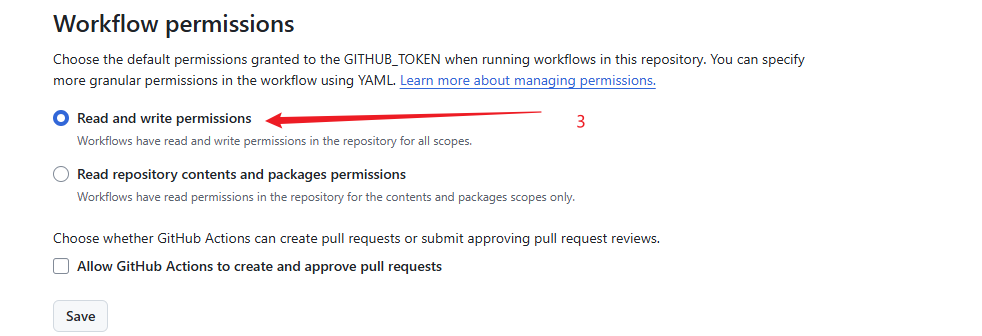 Workflow permissions
Choose the default permissions granted to the GITHUB_TOKEN when running workflows in this repository. You can specify
more granular permissions in the workflow using YAML. Learn more about managing permissions.
Read and write permissions
3
Workflows have read and write permissions in the repository for all scopes.
Read repository contents and packages permissions
Workflows have read permissions in the repository for the contents and packages scopes only.
Choose whether GitHub Actions can create pull requests or submit approving pull request reviews.
Allow GitHub Actions to create and approve pull requests
Save